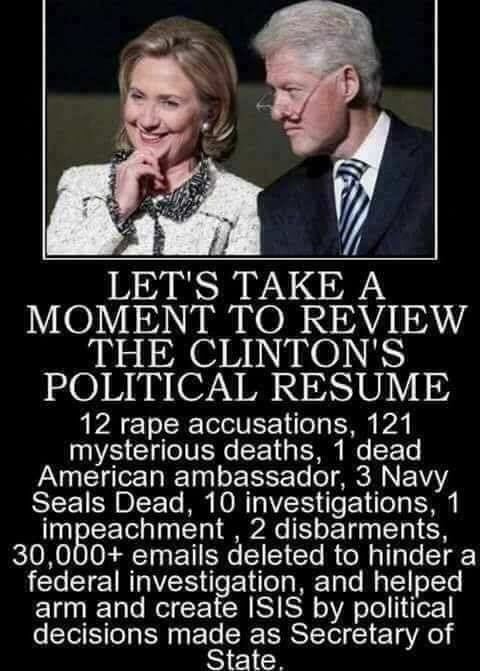 LET'S TAKE A
MOMENT TO REVIEW
THE CLINTON'S
POLITICAL RESUME
12 rape accusations, 121
mysterious deaths, 1 dead
American ambassador, 3 Navy
Seals Dead, 10 investigations, 1
impeachment , 2 disbarments,
30,000+ emails deleted to hinder a
federal investigation, and helped
arm and create ISIS by political
decisions made as Secretary of
State.